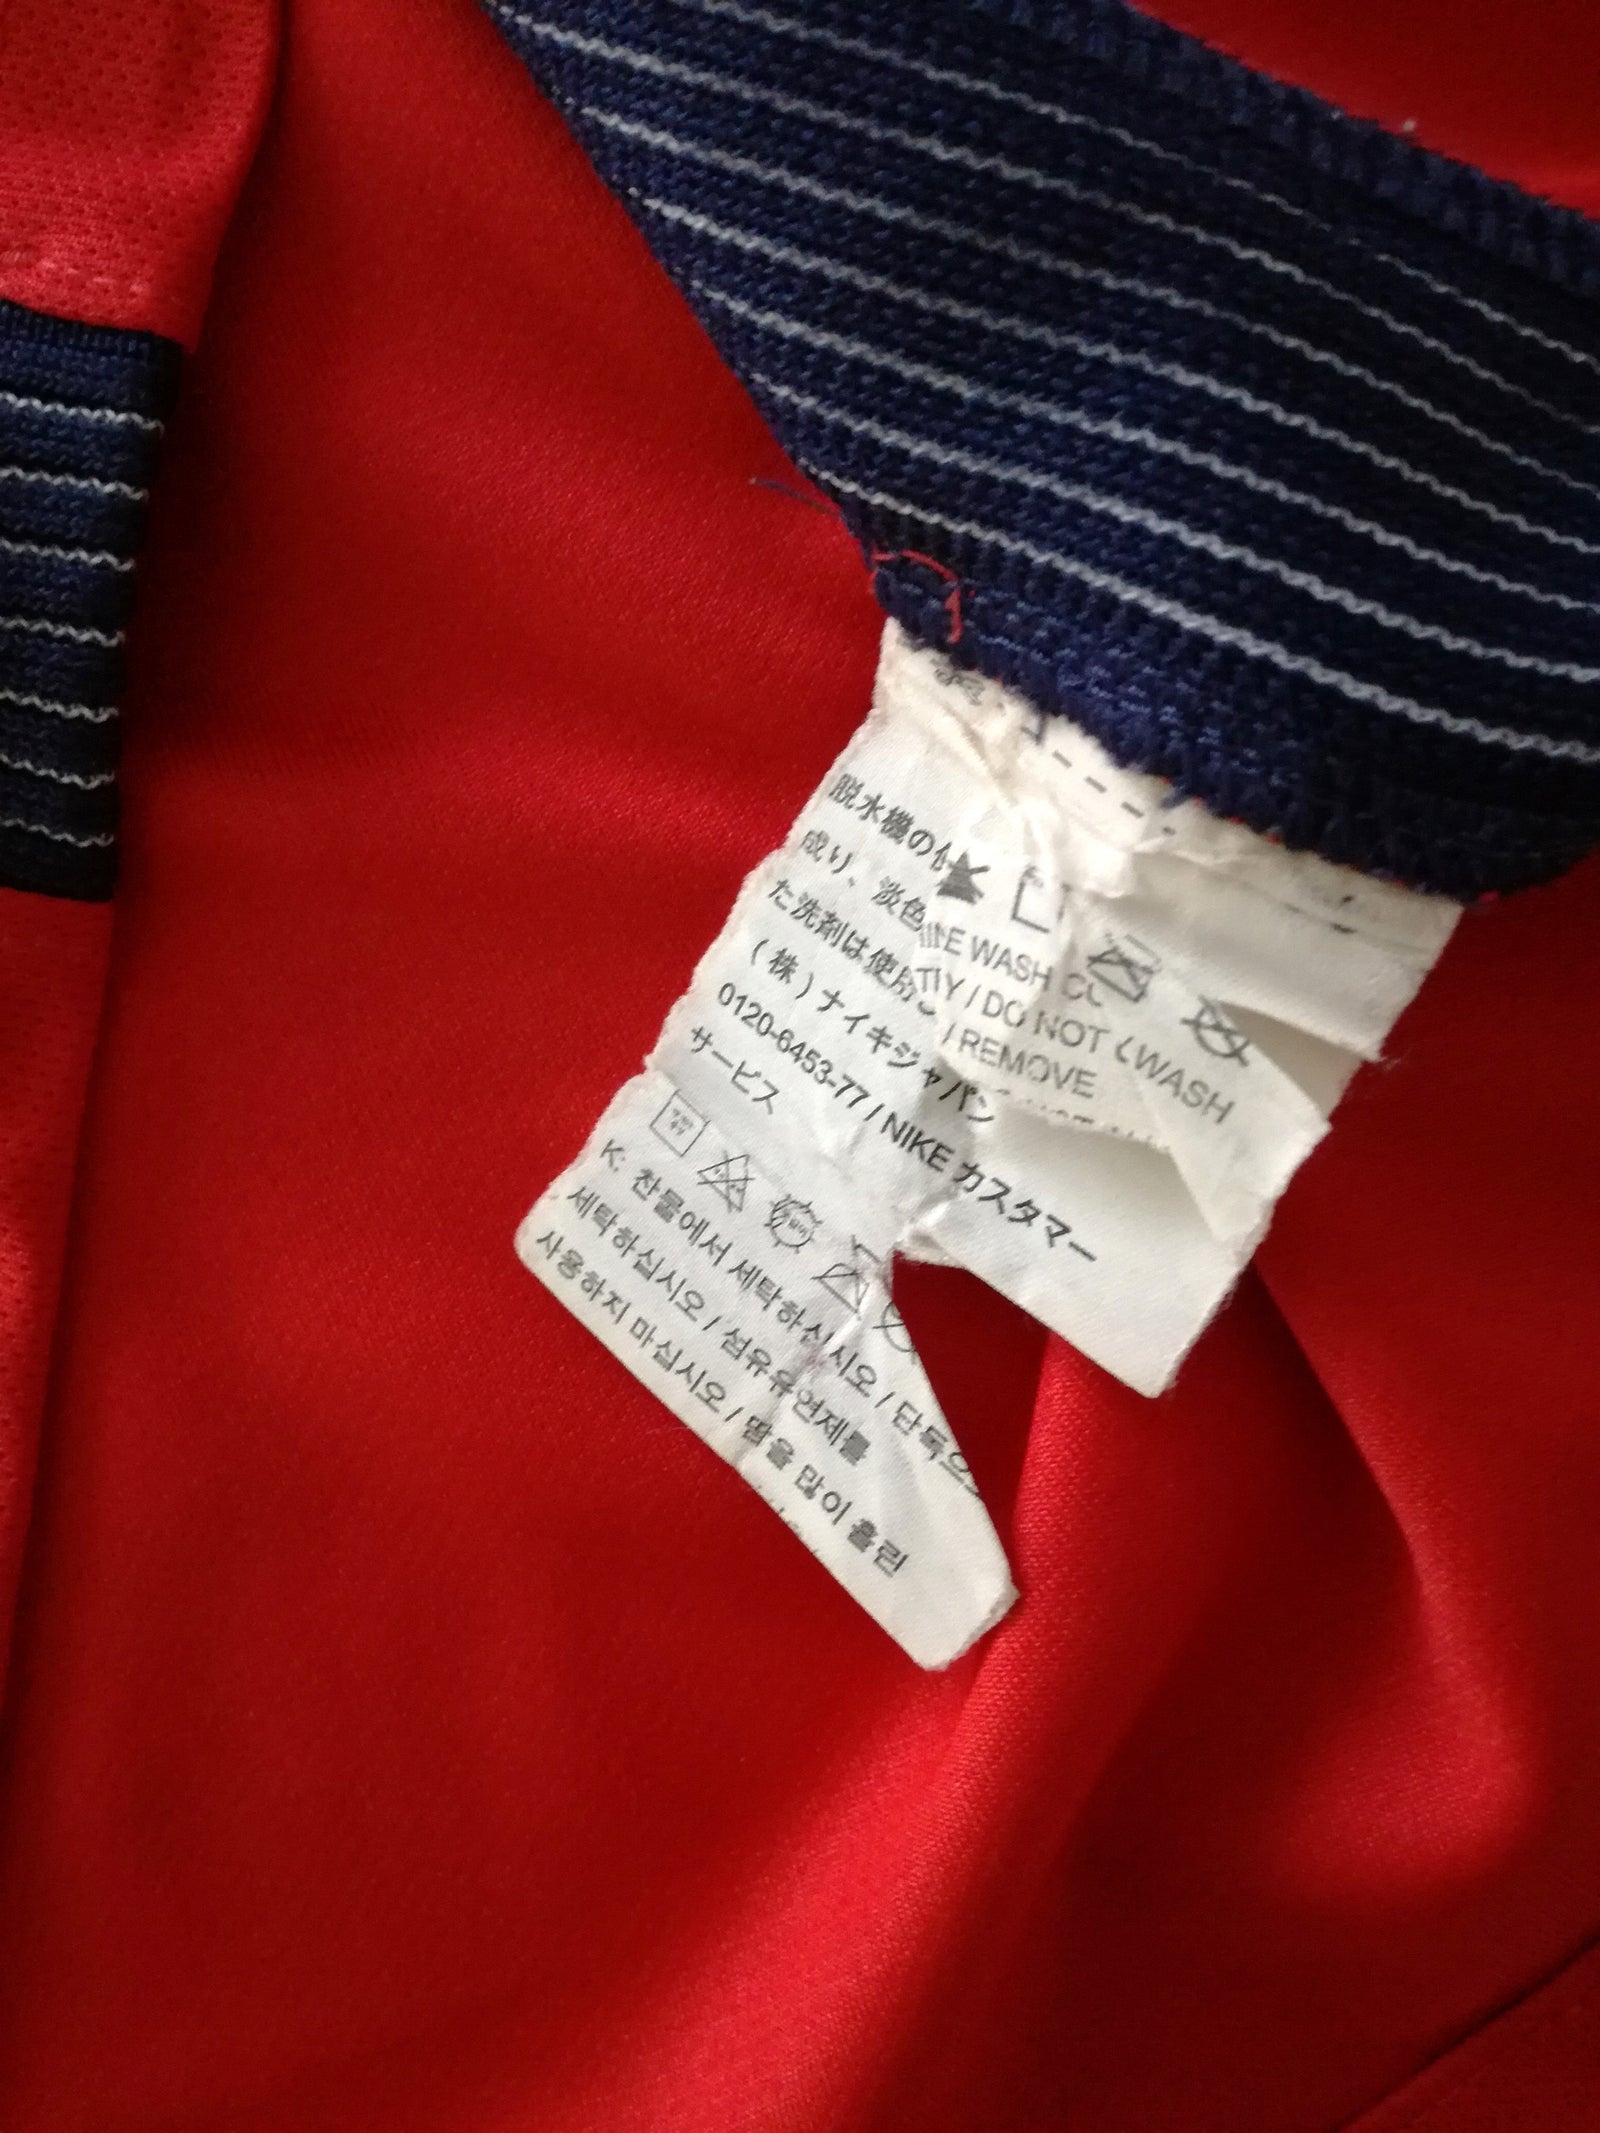 脱水機の
成り、淡色
た洗剤は使用
(株)ナイキジャパン
0120-6453-77 / NIKE カスタマー
サービス
K: 찬물에서 세탁하십시오 / 단독으
세탁하십시오 / 섬유유연제를
사용하지 마십시오 / 땀을 많이 흘린
WASH
/ DO NOT WASH
/ REMOVE